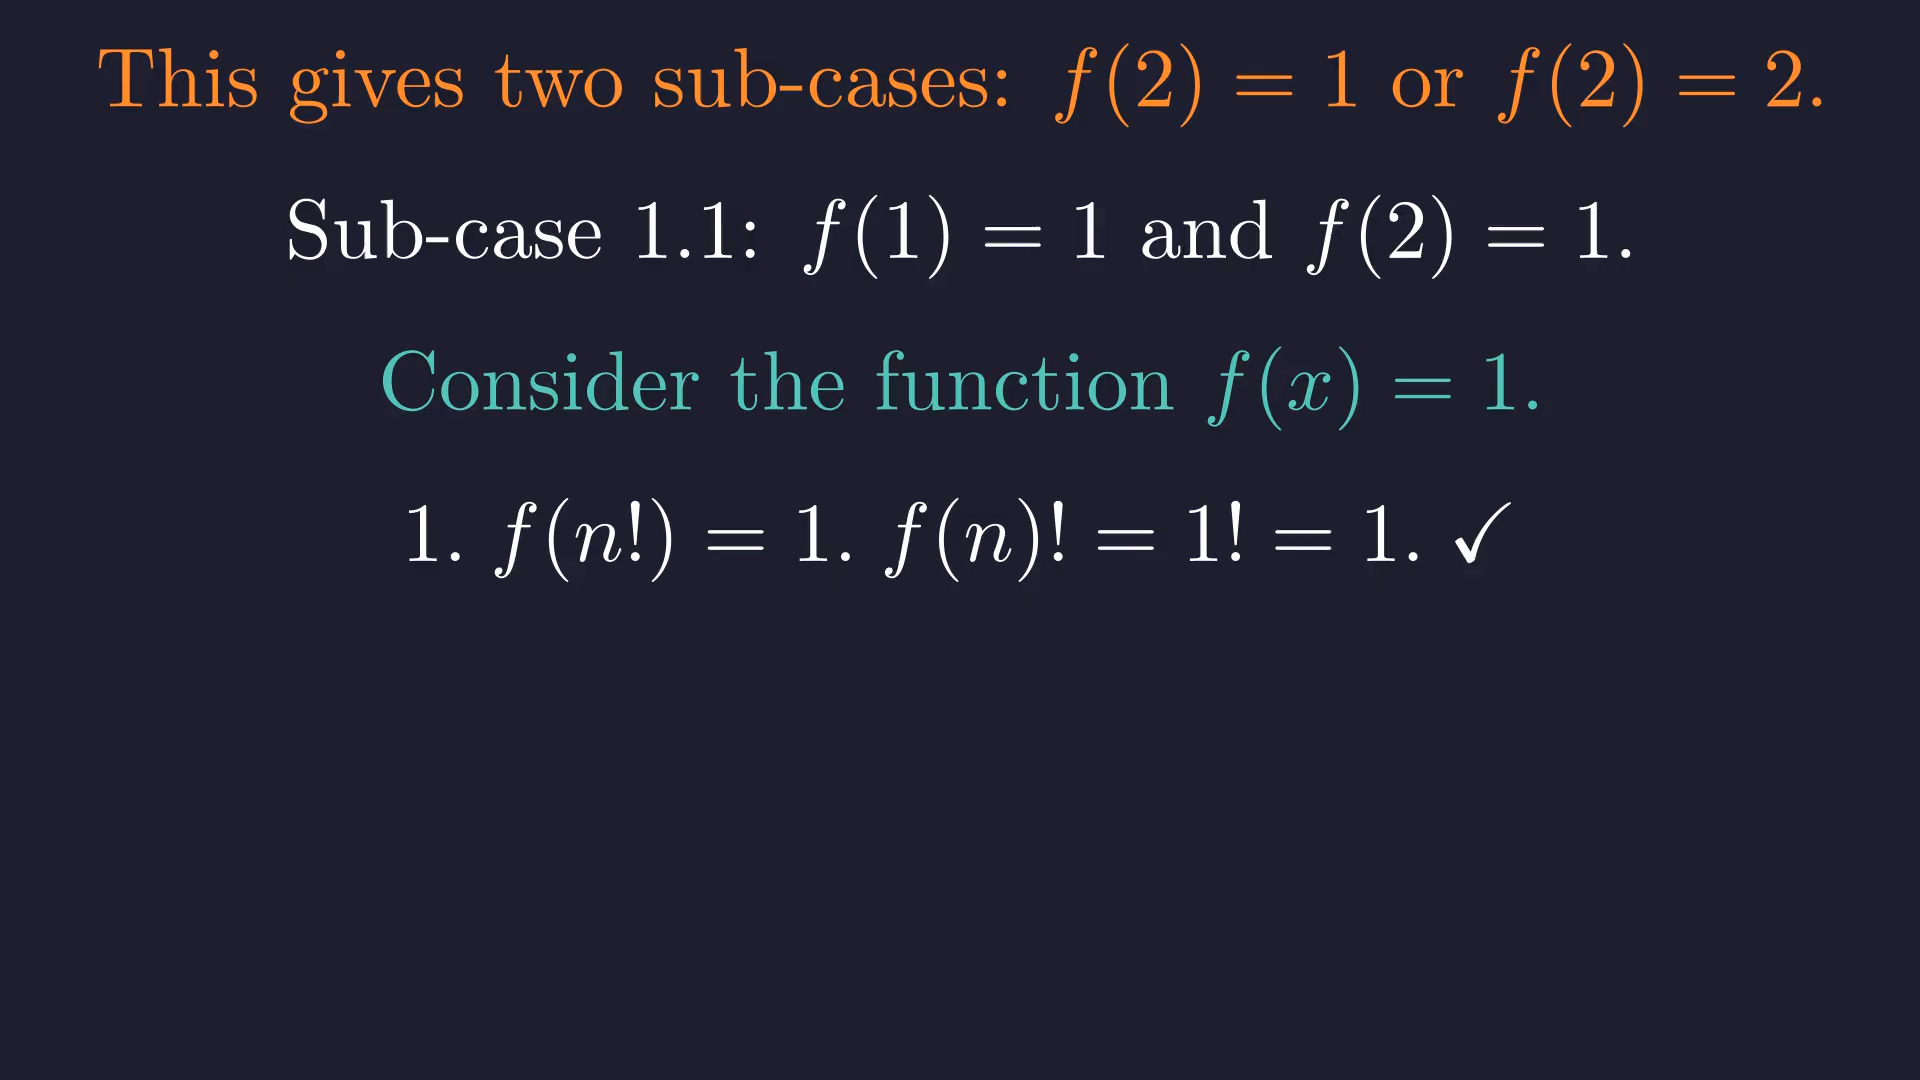 This gives two sub-cases: f(2) = 1 or f(2) = 2.
Sub-case 1.1: f(1) = 1 and f(2) = 1.
Consider the function f(x) = 1.
1. f(n!) = 1. f(n)! = 1! = 1. ✓